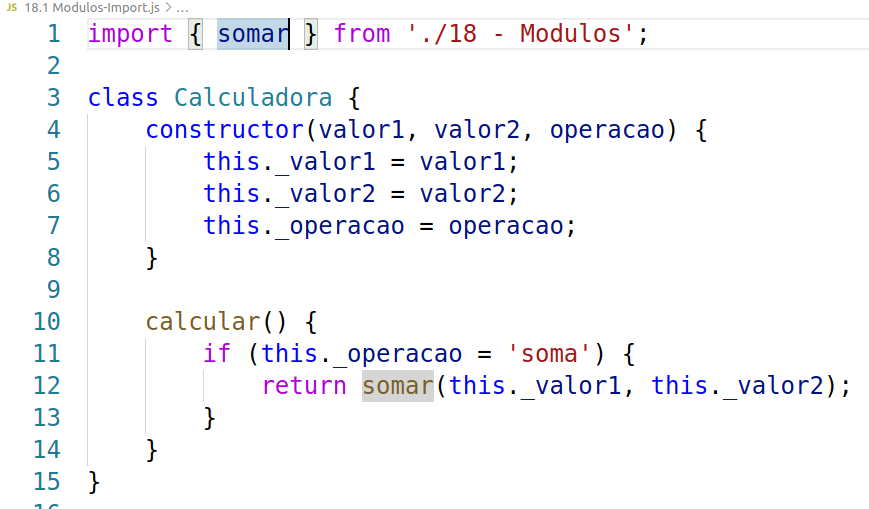 JS 18.1 Modulos-Import.js > ...
1 import { somar } from './18 - Modulos';
2
3 class Calculadora {
4     constructor(valor1, valor2, operacao) {
5         this._valor1 = valor1;
6         this._valor2 = valor2;
7         this._operacao = operacao;
8     }
9
10     calcular() {
11         if (this._operacao = 'soma') {
12             return somar(this._valor1, this._valor2);
13         }
14     }
15 }
16